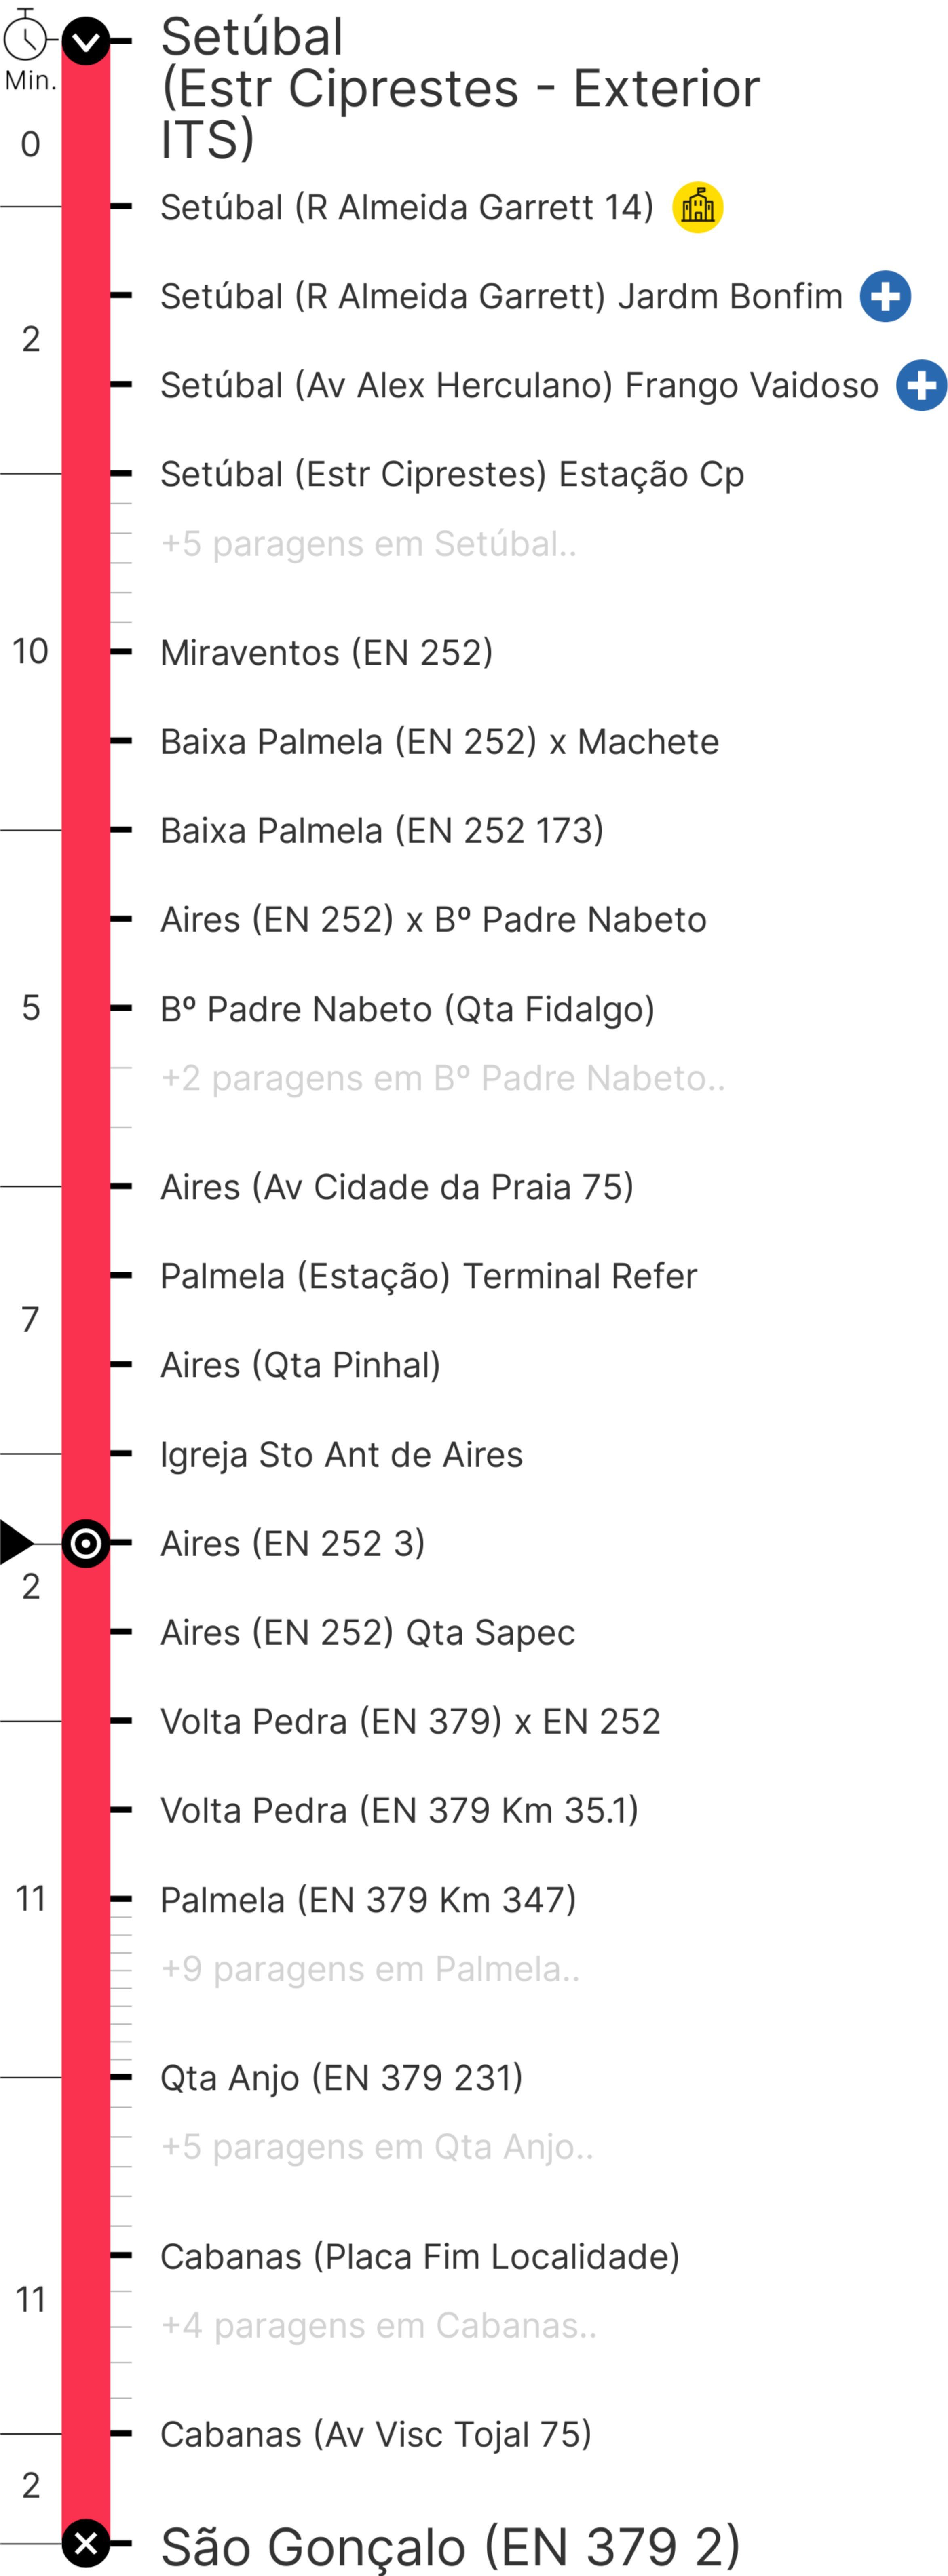 Setúbal
(Estr Ciprestes - Exterior
ITS)
Min.
0
Setúbal (R Almeida Garrett 14)
Setúbal (R Almeida Garrett) Jardm Bonfim
2
Setúbal (Av Alex Herculano) Frango Vaidoso
Setúbal (Estr Ciprestes) Estação Cp
+5 paragens em Setúbal..
10
Miraventos (EN 252)
Baixa Palmela (EN 252) x Machete
Baixa Palmela (EN 252 173)
Aires (EN 252) x Bº Padre Nabeto
5
Bº Padre Nabeto (Qta Fidalgo)
+2 paragens em Bº Padre Nabeto..
Aires (Av Cidade da Praia 75)
Palmela (Estação) Terminal Refer
7
Aires (Qta Pinhal)
Igreja Sto Ant de Aires
Aires (EN 252 3)
2
Aires (EN 252) Qta Sapec
Volta Pedra (EN 379) x EN 252
Volta Pedra (EN 379 Km 35.1)
11
Palmela (EN 379 Km 347)
+9 paragens em Palmela..
Qta Anjo (EN 379 231)
+5 paragens em Qta Anjo..
Cabanas (Placa Fim Localidade)
11
+4 paragens em Cabanas..
Cabanas (Av Visc Tojal 75)
2
São Gonçalo (EN 379 2)